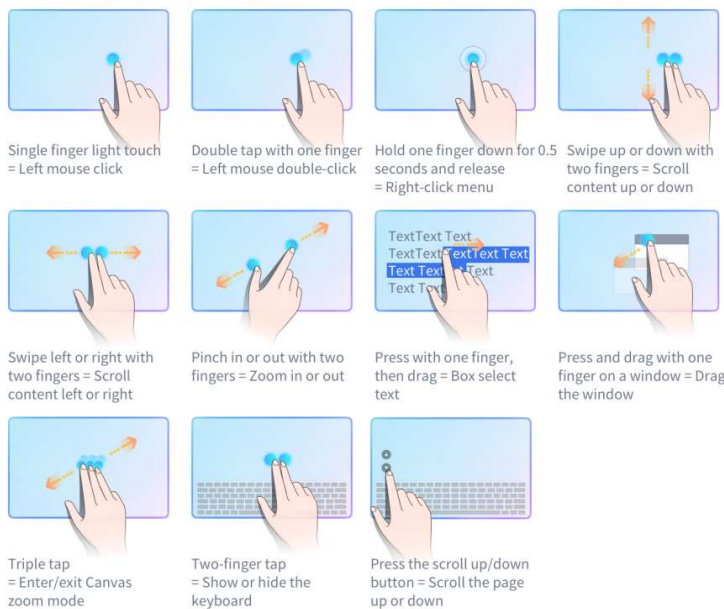 Single finger light touch
= Left mouse click
Double tap with one finger
= Left mouse double-click
Hold one finger down for 0.5
seconds and release
= Right-click menu
Swipe up or down with
two fingers = Scroll
content up or down
TextText Text
TextText TextText Text
Text Text Text
Text Text
Swipe left or right with
two fingers = Scroll
content left or right
Pinch in or out with two
fingers = Zoom in or out
Press with one finger,
then drag = Box select
text
Press and drag with one
finger on a window = Drag
the window
Triple tap
= Enter/exit Canvas
zoom mode
Two-finger tap
= Show or hide the
keyboard
Press the scroll up/down
button = Scroll the page
up or down